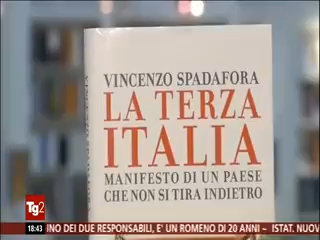 VINCENZO SPADAFORA
LA TERZA
ITALIA
MANIFESTO DI UN PAESE
CHE NON SI TIRA INDIETRO
Tg2
18:43
INO DEI DUE RESPONSABILI, E' UN ROMENO DI 20 ANNI ~ ISTAT. NUOV